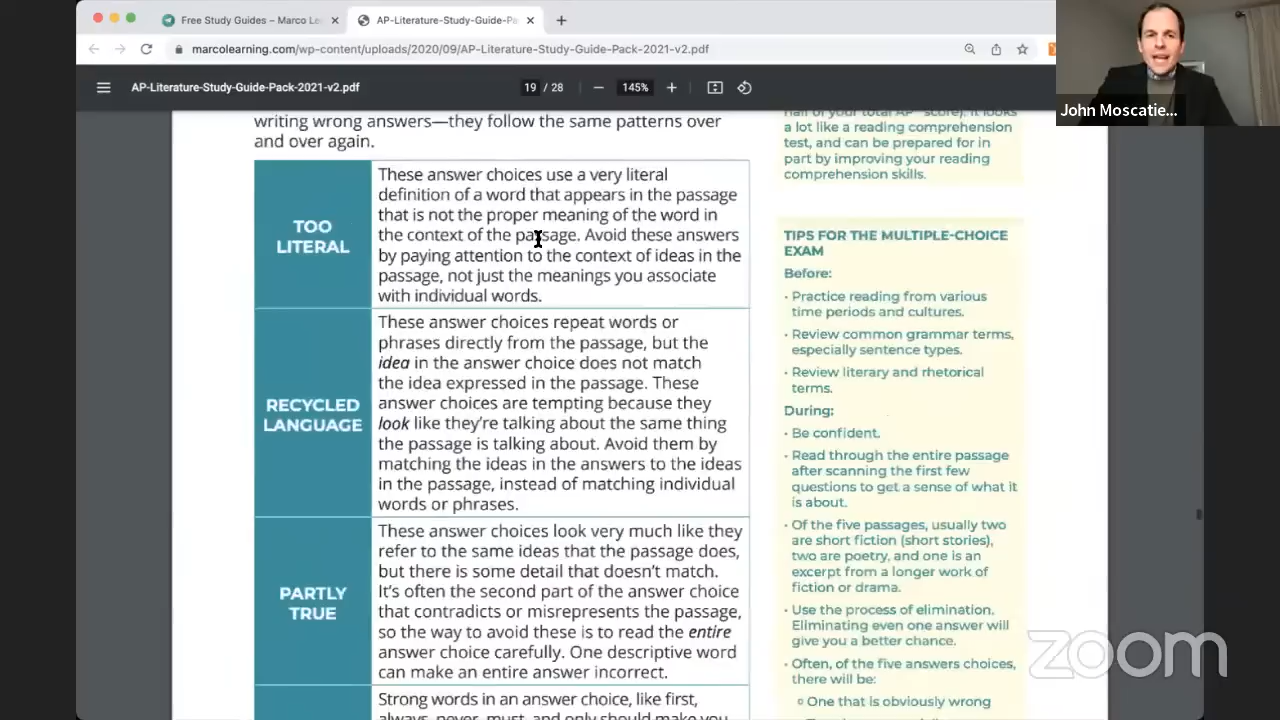 Free Study Guides – Marco Le
AP-Literature-Study-Guide-Pa
marcolearning.com/wp-content/uploads/2020/09/AP-Literature-Study-Guide-Pack-2021-v2.pdf
AP-Literature-Study-Guide-Pack-2021-v2.pdf
19 / 28
145%
John Moscatie...
writing wrong answers—they follow the same patterns over
and over again.
TOO
LITERAL
These answer choices use a very literal
definition of a word that appears in the passage
that is not the proper meaning of the word in
the context of the passage. Avoid these answers
by paying attention to the context of ideas in the
passage, not just the meanings you associate
with individual words.
RECYCLED
LANGUAGE
These answer choices repeat words or
phrases directly from the passage, but the
idea in the answer choice does not match
the idea expressed in the passage. These
answer choices are tempting because they
look like they're talking about the same thing
the passage is talking about. Avoid them by
matching the ideas in the answers to the ideas
in the passage, instead of matching individual
words or phrases.
PARTLY
TRUE
These answer choices look very much like they
refer to the same ideas that the passage does,
but there is some detail that doesn't match.
It's often the second part of the answer choice
that contradicts or misrepresents the passage,
so the way to avoid these is to read the entire
answer choice carefully. One descriptive word
can make an entire answer incorrect.
Strong words in an answer choice, like first,
always, never, must, and only should make you
half of your total AP score). It looks
a lot like a reading comprehension
test, and can be prepared for in
part by improving your reading
comprehension skills.
TIPS FOR THE MULTIPLE-CHOICE
EXAM
Before:
· Practice reading from various
time periods and cultures.
· Review common grammar terms,
especially sentence types.
· Review literary and rhetorical
terms.
During:
· Be confident.
· Read through the entire passage
after scanning the first few
questions to get a sense of what it
is about.
· Of the five passages, usually two
are short fiction (short stories),
two are poetry, and one is an
excerpt from a longer work of
fiction or drama.
· Use the process of elimination.
Eliminating even one answer will
give you a better chance.
· Often, of the five answers choices,
there will be:
One that is obviously wrong
zoom